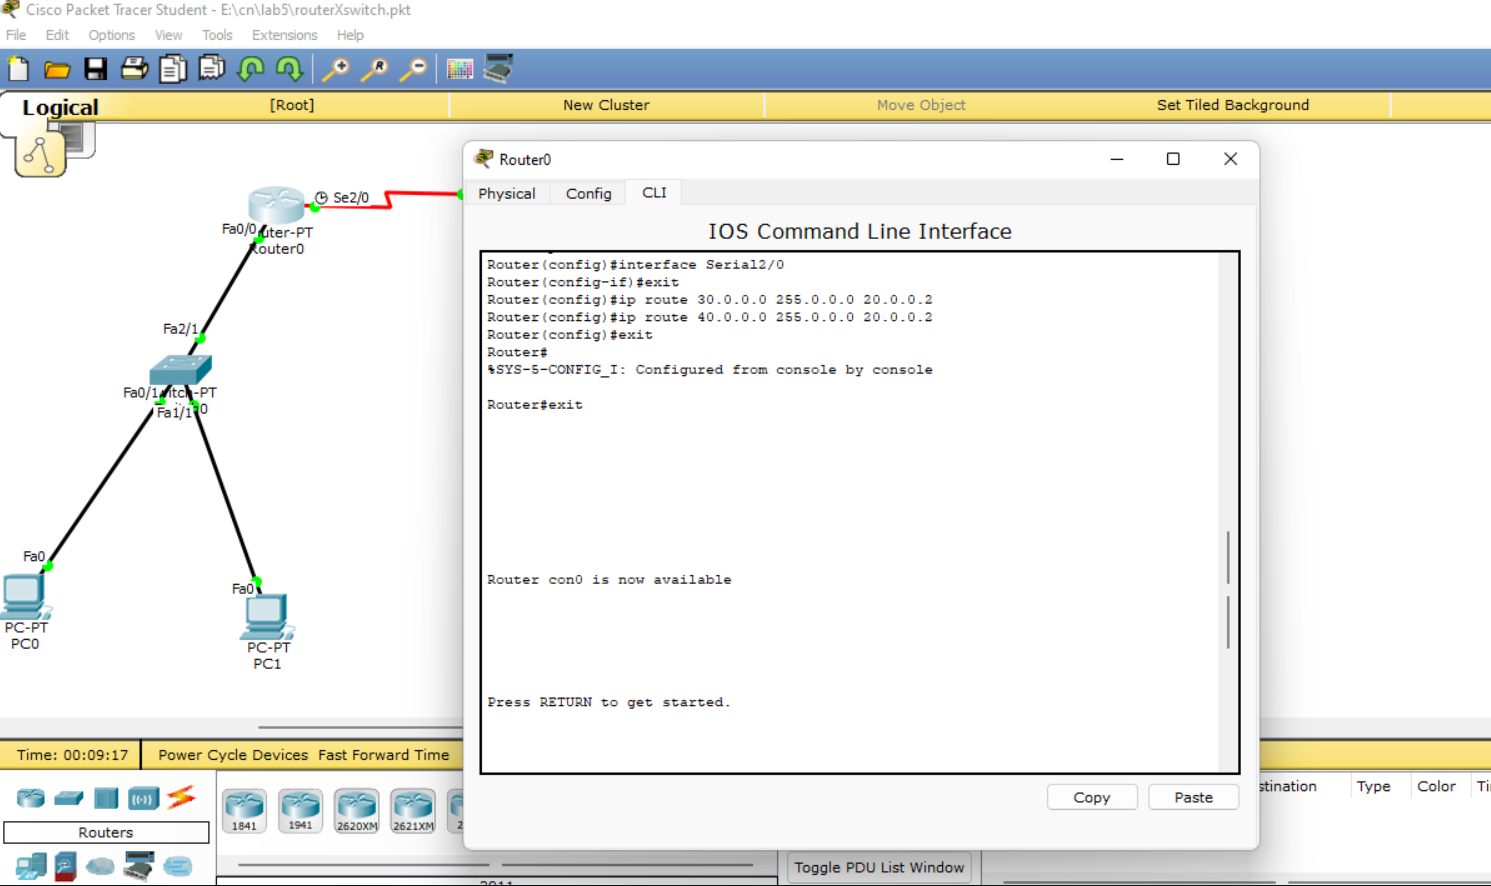 Cisco Packet Tracer Student - E:\cn\lab5\routerXswitch.pkt
File Edit Options View Tools Extensions Help
Logical
[Root]
New Cluster
Move Object
Set Tiled Background
Se2/0
Fa0/0
uter-PT
Router0
Fa2/1
Fa0/1
itch-PT
Fa1/1
0
Fa0
PC-PT
PC0
Fa0
PC-PT
PC1
Router0
Physical Config CLI
IOS Command Line Interface
Router(config)#interface Serial2/0
Router(config-if)#exit
Router(config)#ip route 30.0.0.0 255.0.0.0 20.0.0.2
Router(config)#ip route 40.0.0.0 255.0.0.0 20.0.0.2
Router(config)#exit
Router#
%SYS-5-CONFIG_I: Configured from console by console
Router#exit
Router con0 is now available
Press RETURN to get started.
Copy
Paste
Time: 00:09:17
Power Cycle Devices Fast Forward Time
Routers
1841
1941
2620XM
2621XM
2
stination Type Color Ti
Toggle PDU List Window